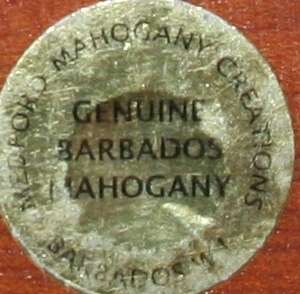 MEDFORD MAHOGANY CREATIONS
GENUINE
BARBADOS
MAHOGANY
BARBADOS W.I.